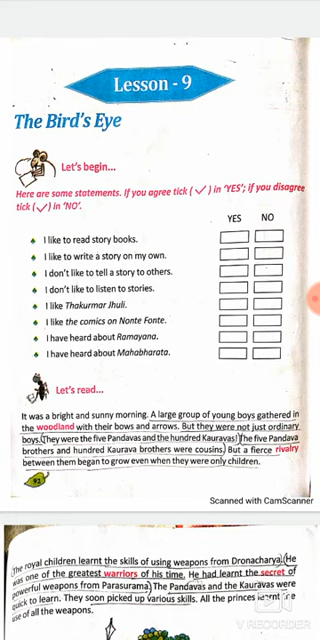 Lesson - 9
The Bird's Eye
Let's begin...
Here are some statements. If you agree tick ( ✓ ) in 'YES'; if you disagree
tick (✓) in 'NO'.
YES NO
I like to read story books.
I like to write a story on my own.
I don't like to tell a story to others.
I don't like to listen to stories.
I like Thakurmar Jhuli.
I like the comics on Nonte Fonte.
I have heard about Ramayana.
I have heard about Mahabharata.
Let's read...
It was a bright and sunny morning. A large group of young boys gathered in
the woodland with their bows and arrows. But they were not just ordinary
boys. They were the five Pandavas and the hundred Kauravas! The five Pandava
brothers and hundred Kaurava brothers were cousins. But a fierce rivalry
between them began to grow even when they were only children.
92
Scanned with CamScanner
The royal children learnt the skills of using weapons from Dronacharya. He
was one of the greatest warriors of his time. He had learnt the secret of
powerful weapons from Parasurama. The Pandavas and the Kauravas were
quick to learn. They soon picked up various skills. All the princes learnt the
use of all the weapons.
V RECORDER